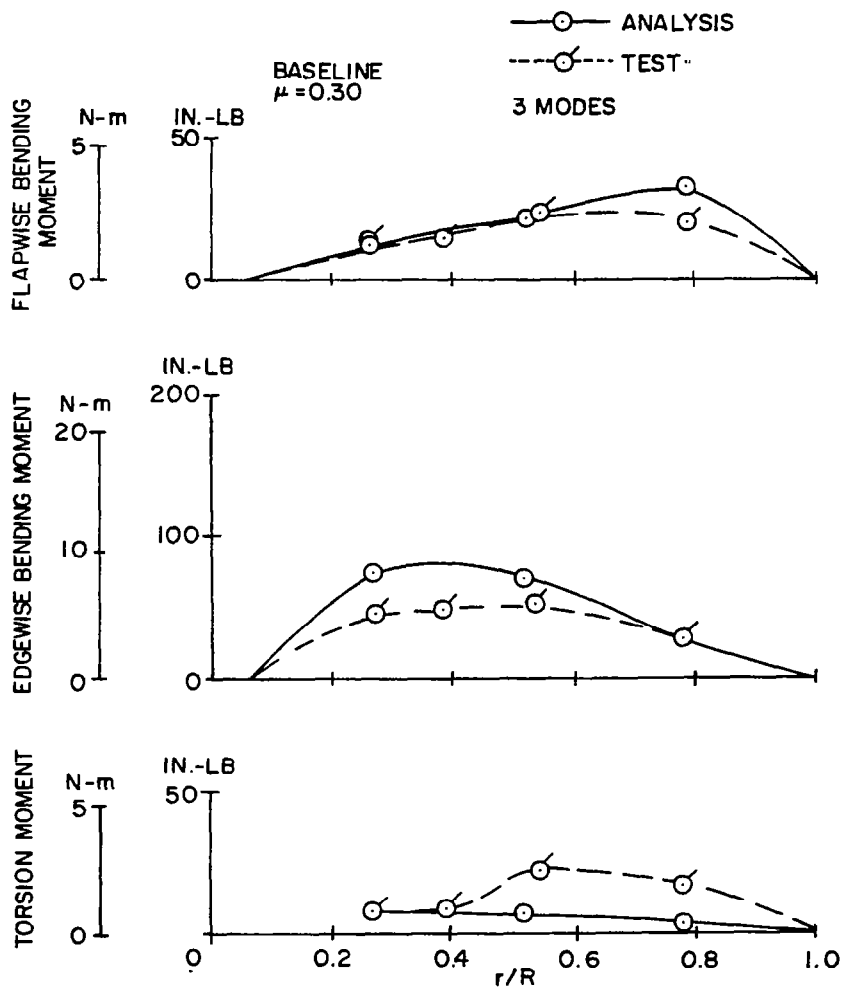 ANALYSIS
TEST
3 MODES
BASELINE
μ = 0.30
FLAPWISE BENDING
MOMENT
N-m
5
0
IN.-LB
50
0
EDGEWISE BENDING MOMENT
N-m
20
10
0
IN.-LB
200
100
0
TORSION MOMENT
N-m
5
0
IN.-LB
50
0 0.2 0.4 0.6 0.8 1.0
r/R